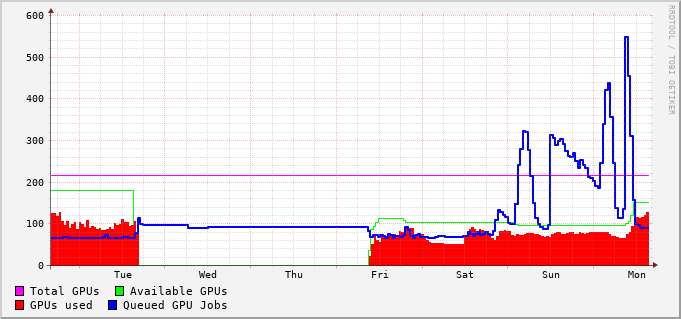 600
500
400
300
200
100
0
Tue Wed Thu Fri Sat Sun Mon
Total GPUs Available GPUs
GPUs used Queued GPU Jobs
RRDTOOL / TOBI OETIKER